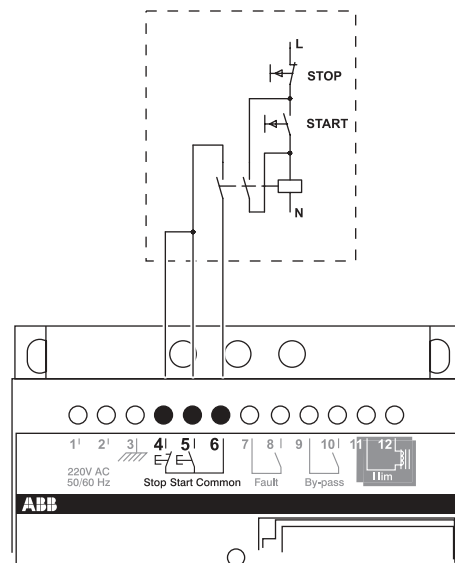 L
STOP
START
N
1 2 3 4 5 6 7 8 9 10 11 12
220V AC
50/60 Hz
Stop Start Common
Fault
By-pass
Ilim
ABB